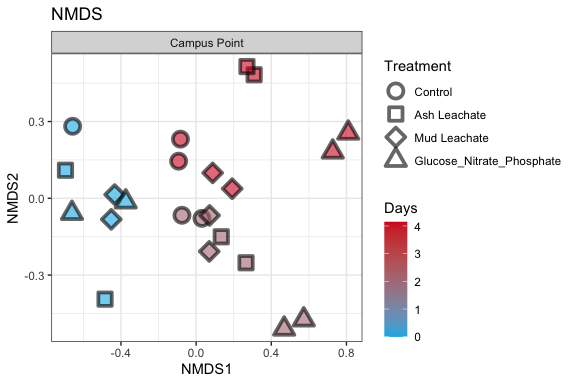 NMDS
Campus Point
NMDS2
0.3
0.0
-0.3
-0.4
0.0
0.4
0.8
NMDS1
Treatment
Control
Ash Leachate
Mud Leachate
Glucose_Nitrate_Phosphate
Days
4
3
2
1
0